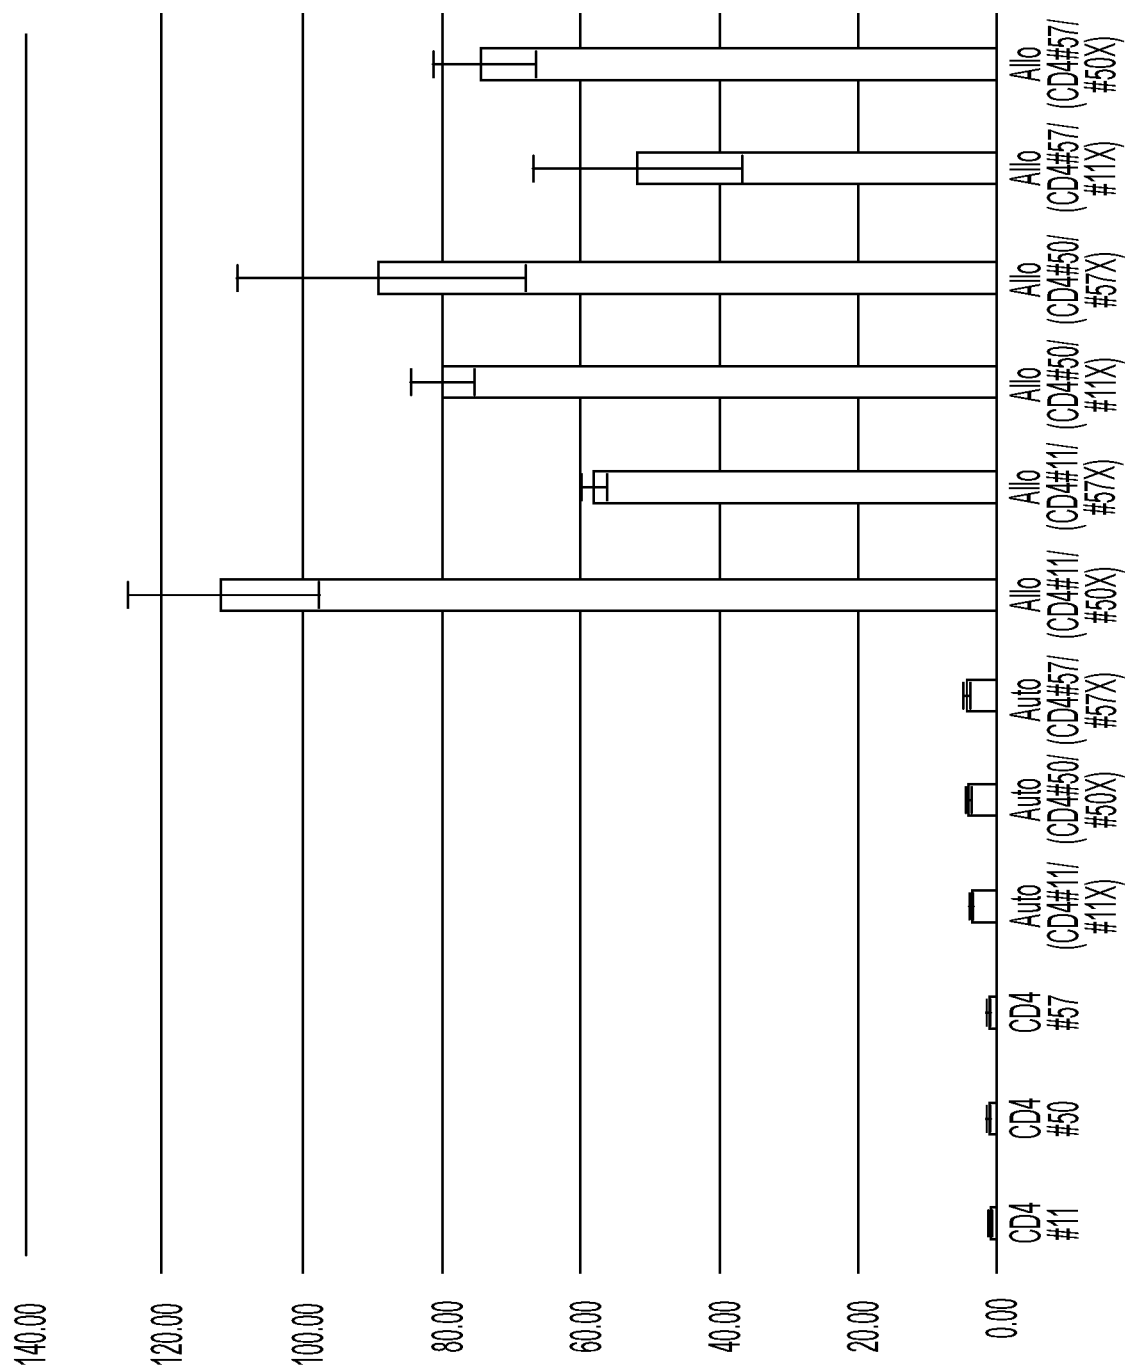 140.00
120.00
100.00
80.00
60.00
40.00
20.00
0.00
CD4
#11
CD4
#50
CD4
#57
Auto
(CD4#11/
#11X)
Auto
(CD4#50/
#50X)
Auto
(CD4#57/
#57X)
Allo
(CD4#11/
#50X)
Allo
(CD4#11/
#57X)
Allo
(CD4#50/
#11X)
Allo
(CD4#50/
#57X)
Allo
(CD4#57/
#11X)
Allo
(CD4#57/
#50X)